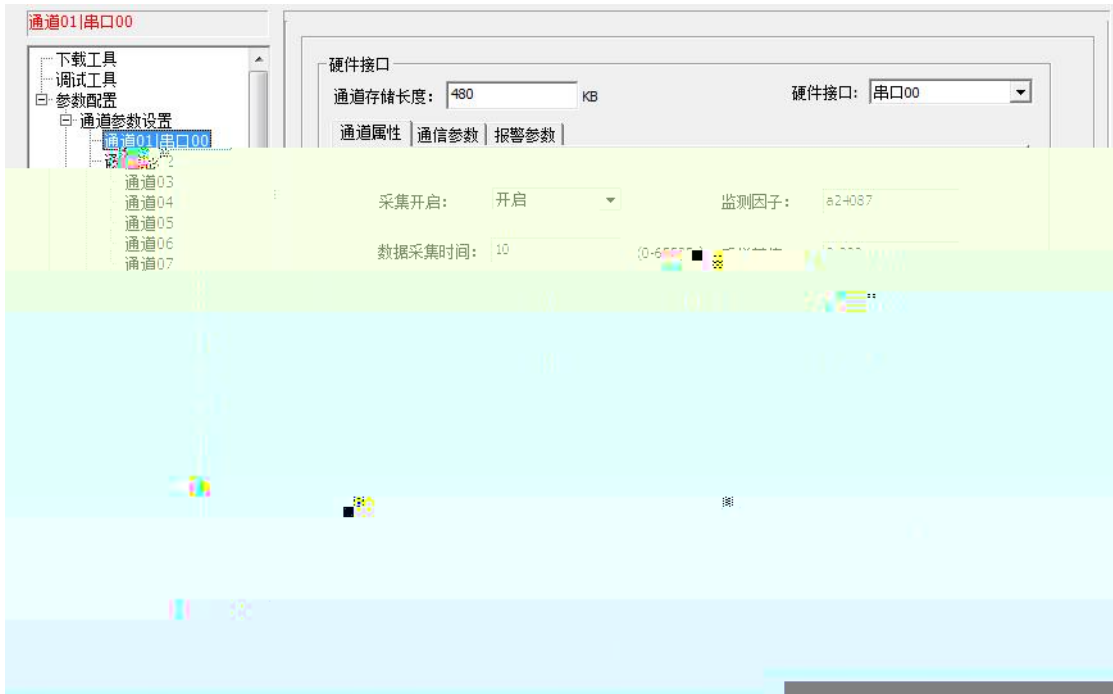 通道01|串口00
下载工具
调试工具
参数配置
通道参数设置
通道01|串口00
通道03
通道04
通道05
通道06
通道07
硬件接口
通道存储长度: 480 KB
硬件接口: 串口00
通道属性 通信参数 报警参数
采集开启: 开启
监测因子:
数据采集时间: 10